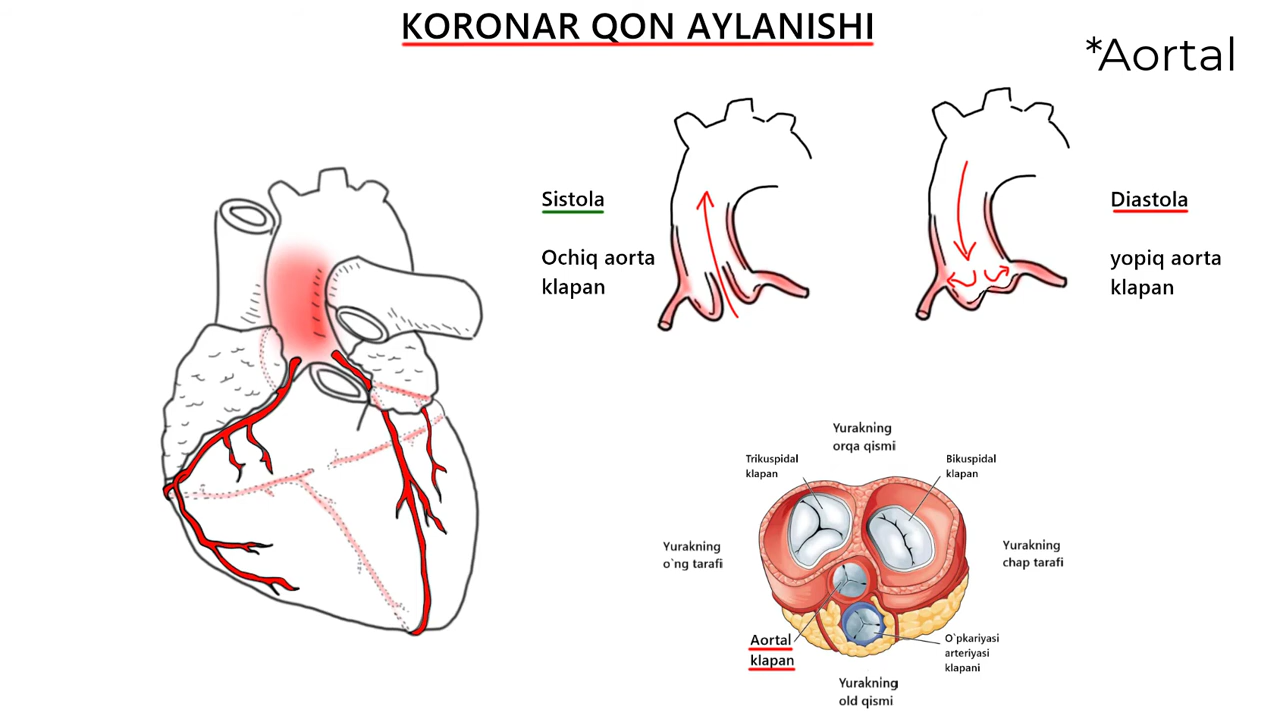 KORONAR QON AYLANISHI
*Aortal
Sistola
Ochiq aorta
klapan
Diastola
yopiq aorta
klapan
Yurakning
orqa qismi
Trikuspidal
klapan
Bikuspidal
klapan
Yurakning
o`ng tarafi
Yurakning
chap tarafi
Aortal
klapan
O`pkariyasi
arteriyasi
klapani
Yurakning
old qismi